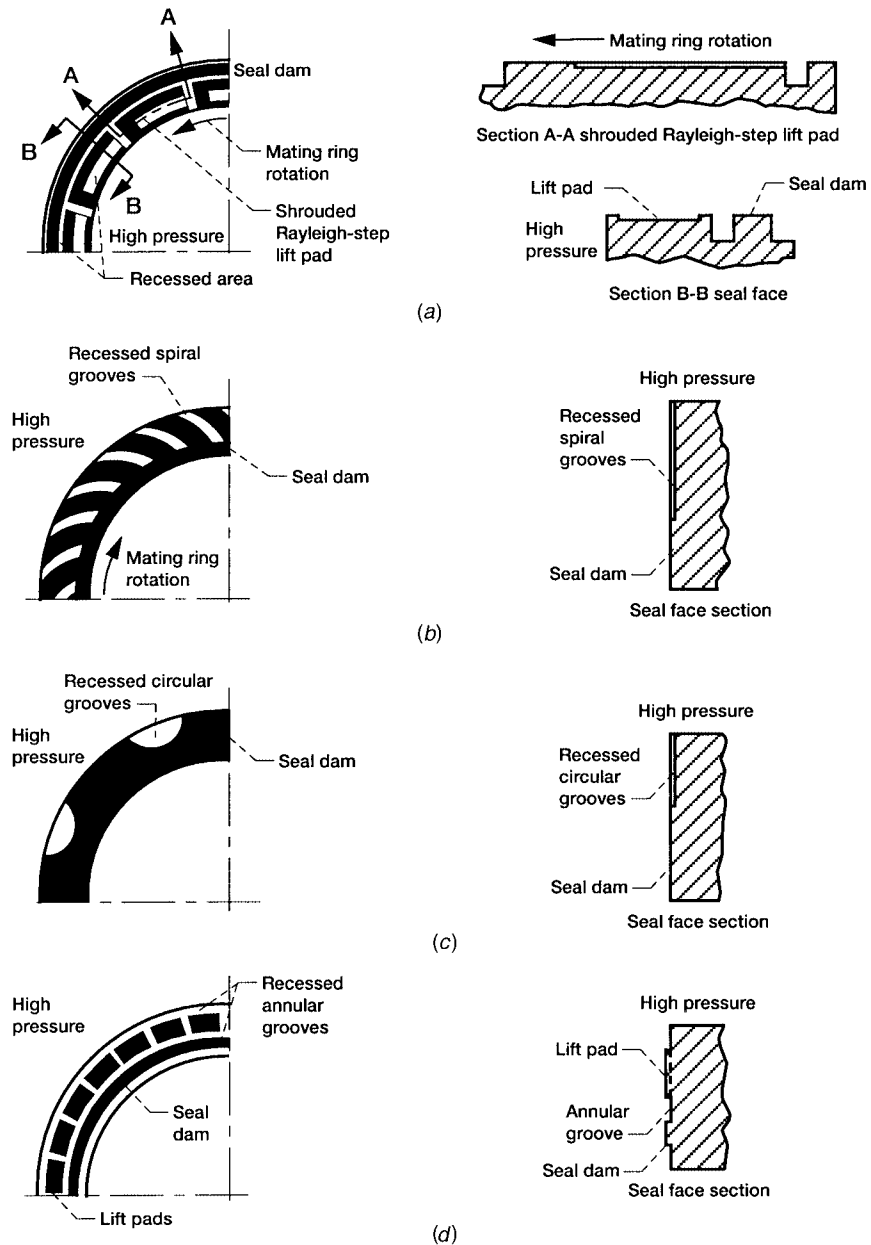 A
A
B
B
Seal dam
Mating ring
rotation
Shrouded
Rayleigh-step
lift pad
High pressure
Recessed area
Mating ring rotation
Section A-A shrouded Rayleigh-step lift pad
Lift pad
Seal dam
High
pressure
Section B-B seal face
(a)
Recessed spiral
grooves
High
pressure
Seal dam
Mating ring
rotation
High pressure
Recessed
spiral
grooves
Seal dam
Seal face section
(b)
Recessed circular
grooves
High
pressure
Seal dam
High pressure
Recessed
circular
grooves
Seal dam
Seal face section
(c)
High
pressure
Recessed
annular
grooves
Seal
dam
Lift pads
High pressure
Lift pad
Annular
groove
Seal dam
Seal face section
(d)